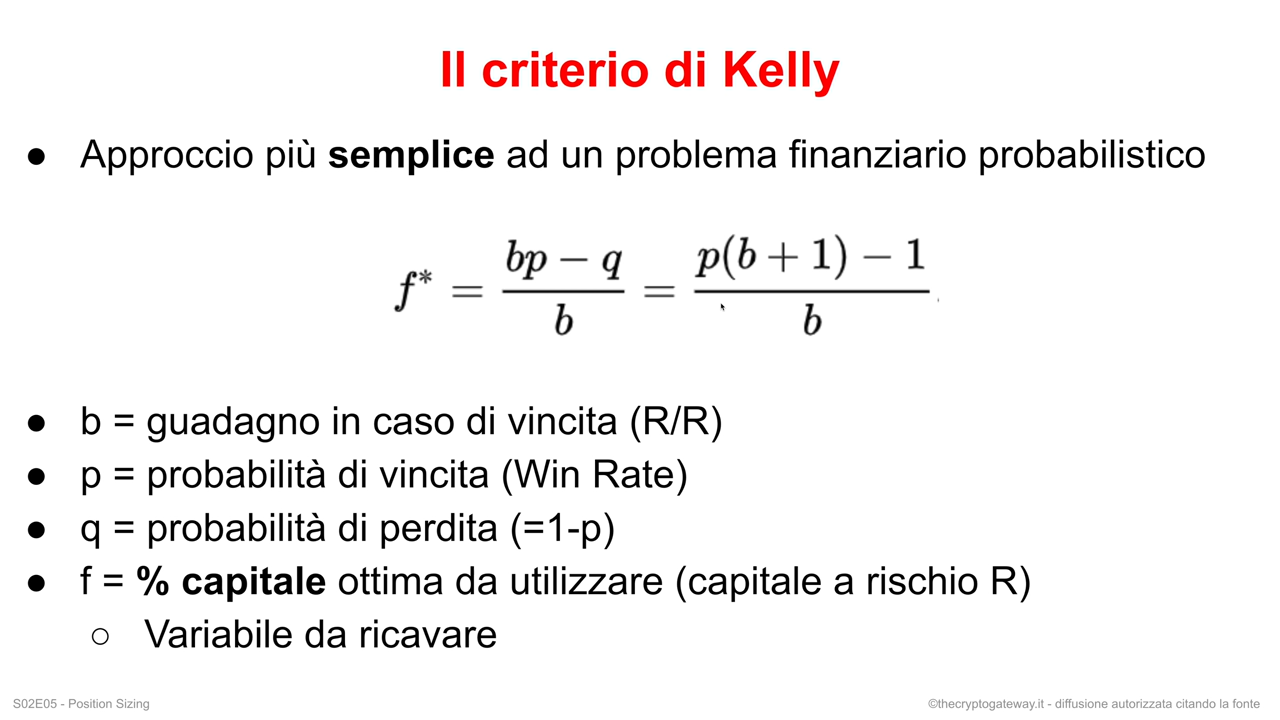 Il criterio di Kelly
● Approccio più semplice ad un problema finanziario probabilistico
f* = (bp − q)/b = (p(b + 1) − 1)/b
● b = guadagno in caso di vincita (R/R)
● p = probabilità di vincita (Win Rate)
● q = probabilità di perdita (=1-p)
● f = % capitale ottima da utilizzare (capitale a rischio R)
○ Variabile da ricavare
S02E05 - Position Sizing
©thecryptogateway.it - diffusione autorizzata citando la fonte